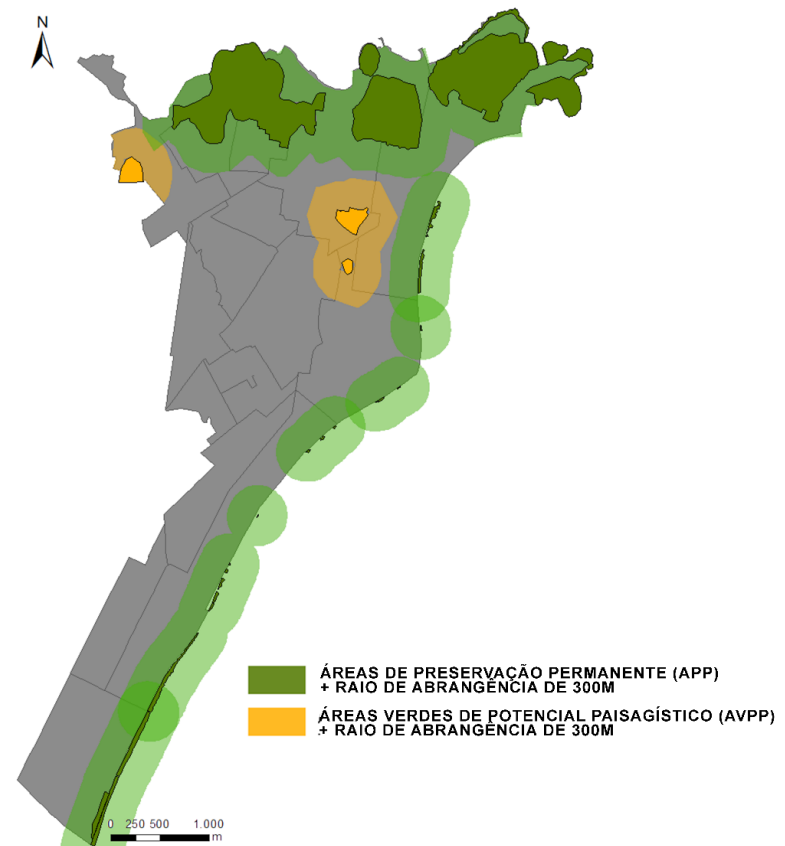 N
ÁREAS DE PRESERVAÇÃO PERMANENTE (APP)
+ RAIO DE ABRANGÊNCIA DE 300M
ÁREAS VERDES DE POTENCIAL PAISAGÍSTICO (AVPP)
+ RAIO DE ABRANGÊNCIA DE 300M
0 250 500 1.000
m